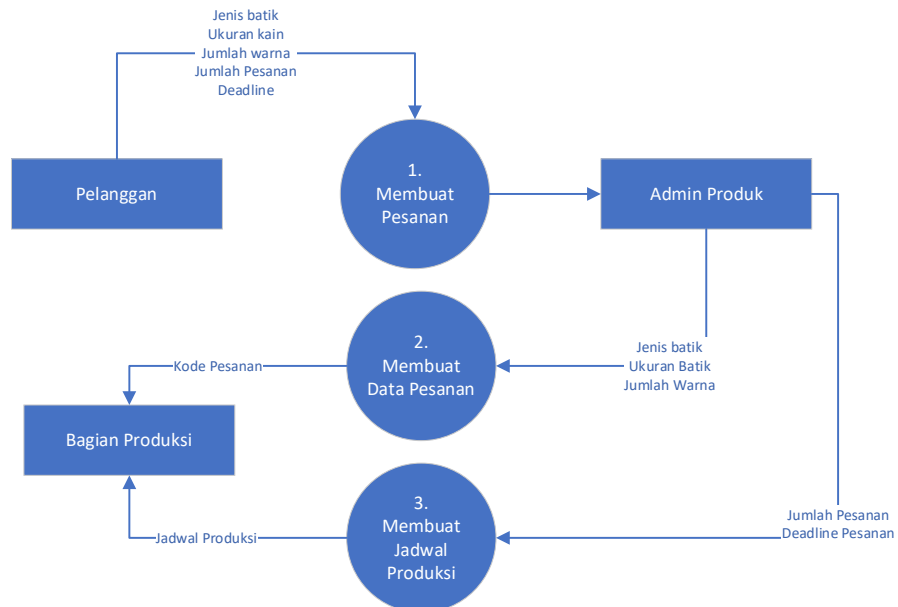 Jenis batik
Ukuran kain
Jumlah warna
Jumlah Pesanan
Deadline
Pelanggan
1.
Membuat
Pesanan
Admin Produk
2.
Membuat
Data Pesanan
Kode Pesanan
Jenis batik
Ukuran Batik
Jumlah Warna
Bagian Produksi
3.
Membuat
Jadwal
Produksi
Jadwal Produksi
Jumlah Pesanan
Deadline Pesanan